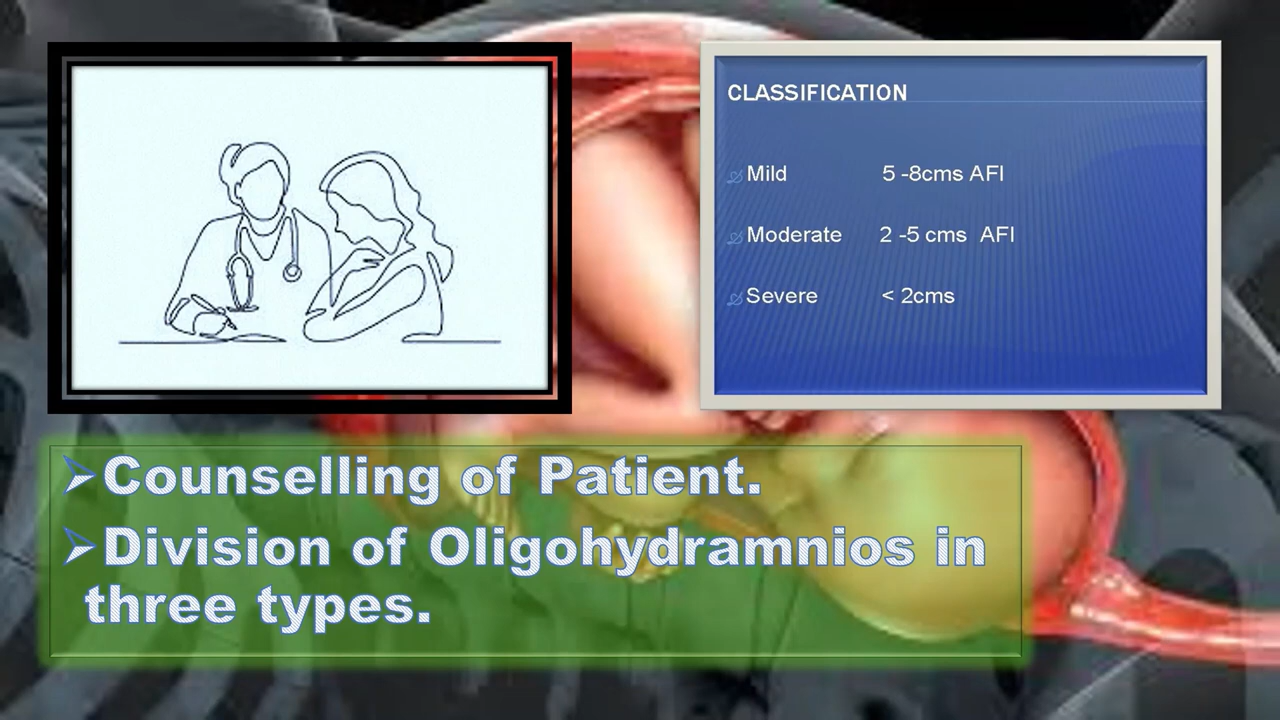 CLASSIFICATION
Mild 5 -8cms AFI
Moderate 2 -5 cms AFI
Severe < 2cms
➢Counselling of Patient.
➢Division of Oligohydramnios in
three types.